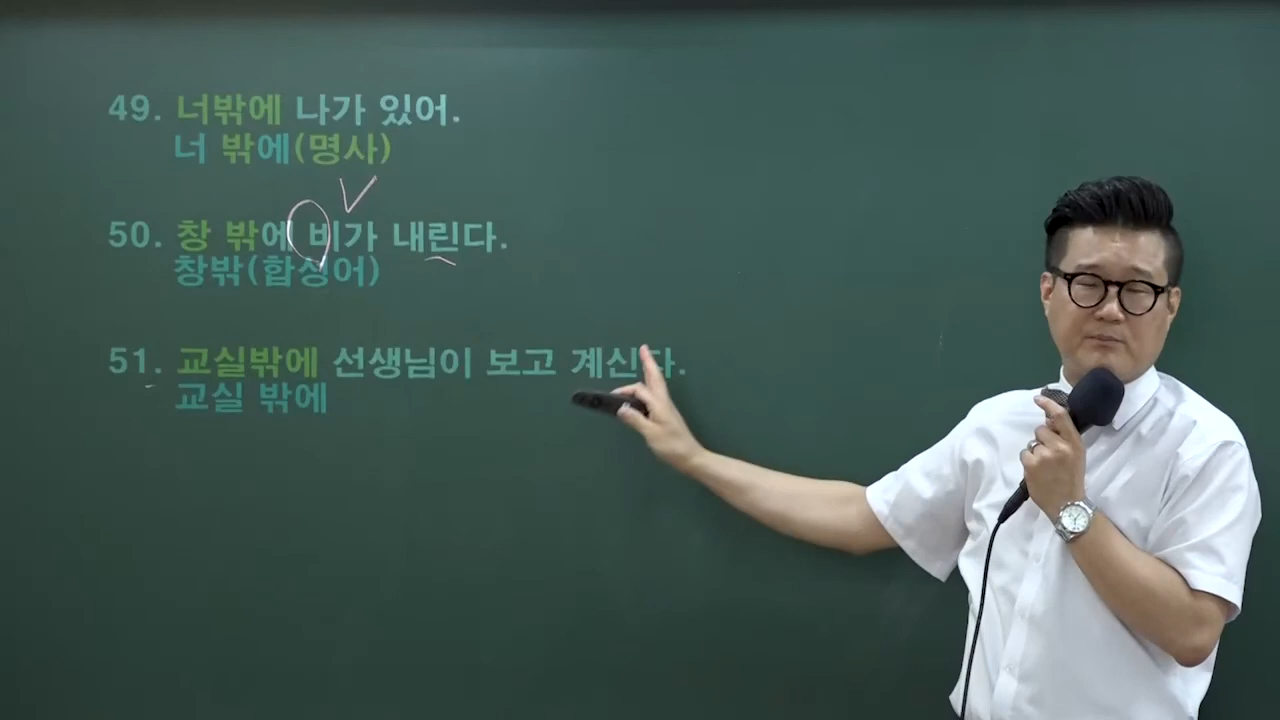 49. 너밖에 나가 있어.
너 밖에(명사)
50. 창 밖에 비가 내린다.
창밖(합성어)
51. 교실밖에 선생님이 보고 계신다.
교실 밖에